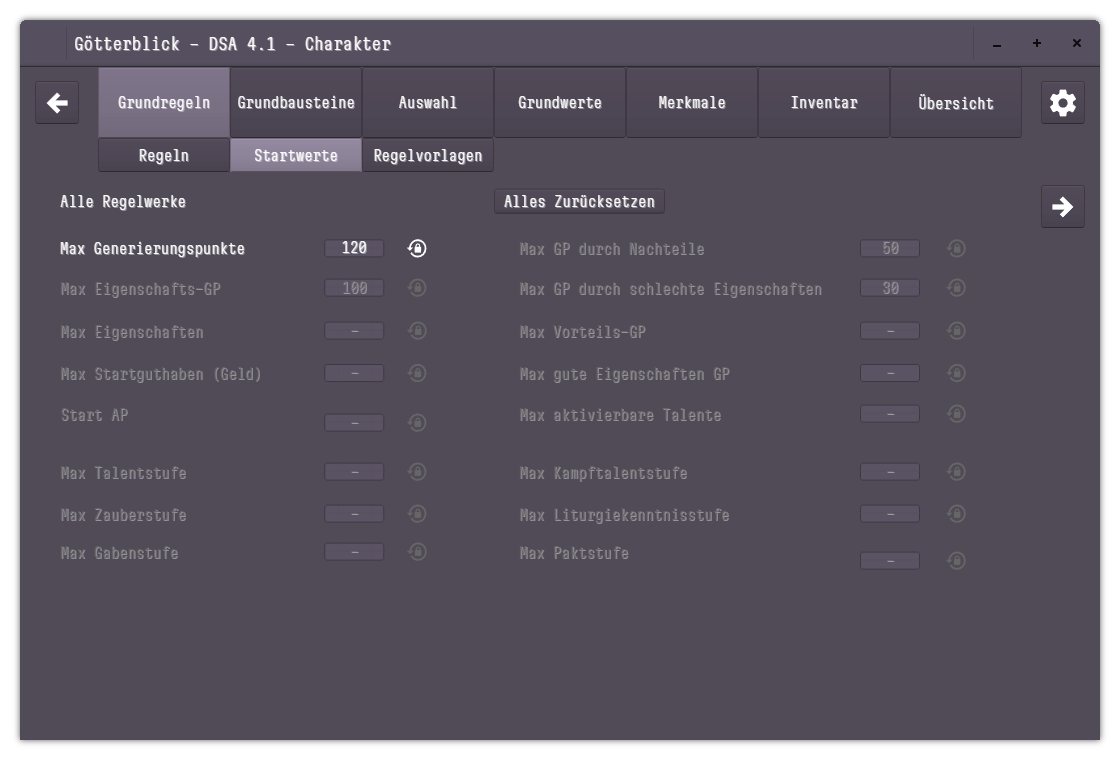 Götterblick - DSA 4.1 - Charakter
Grundregeln Grundbausteine Auswahl Grundwerte Merkmale Inventar Übersicht
Regeln Startwerte Regelvorlagen
Alle Regelwerke Alles Zurücksetzen
Max Generierungspunkte 120 Max GP durch Nachteile 50
Max Eigenschafts-GP 100 Max GP durch schlechte Eigenschaften 30
Max Eigenschaften - Max Vorteils-GP -
Max Startguthaben (Geld) - Max gute Eigenschaften GP -
Start AP - Max aktivierbare Talente -
Max Talentstufe - Max Kampftalentstufe -
Max Zauberstufe - Max Liturgiekenntnisstufe -
Max Gabenstufe - Max Paktstufe -